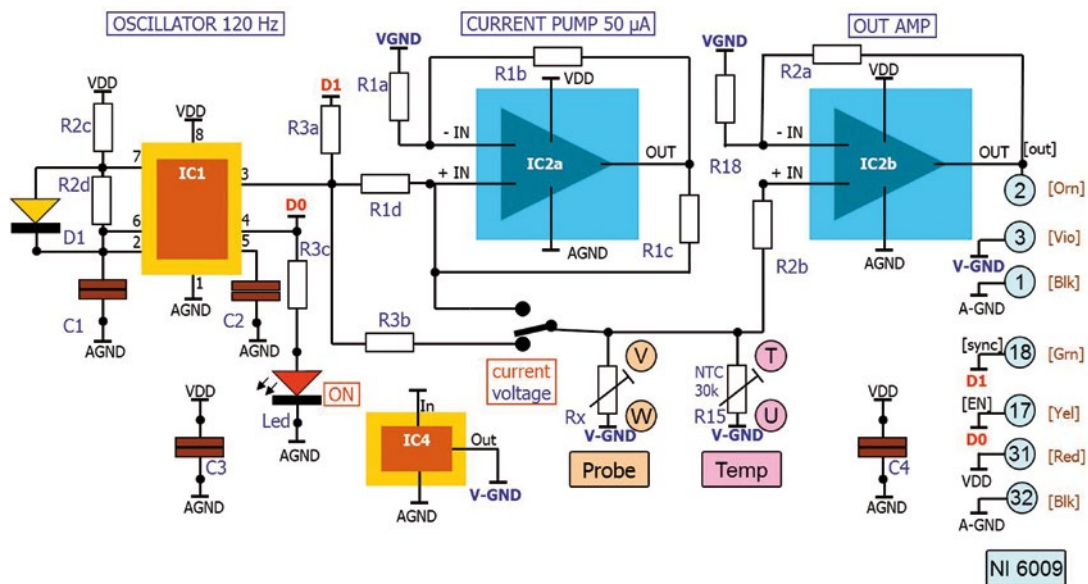 OSCILLATOR 120 Hz
CURRENT PUMP 50 µA
OUT AMP
VDD
R2c
VDD
8
7
IC1
3
R2d
6
4
2
5
D1
1
AGND
C1
AGND
C2
AGND
D1
R3a
D0
R3c
R3b
ON
Led
AGND
VGND
R1a
R1b
VDD
- IN
IC2a
OUT
+ IN
R1d
AGND
R1c
VGND
R18
R2a
VDD
- IN
IC2b
OUT
[out]
+ IN
R2b
AGND
2
[Orn]
3
[Vio]
V-GND
1
[Blk]
A-GND
[sync]
18
[Grn]
D1
[EN]
17
[Yel]
D0
31
[Red]
VDD
32
[Blk]
A-GND
NI 6009
current
voltage
V
Rx
W
V-GND
Probe
NTC
30k
T
R15
U
V-GND
Temp
VDD
C3
AGND
In
IC4
Out
V-GND
AGND
VDD
C4
AGND